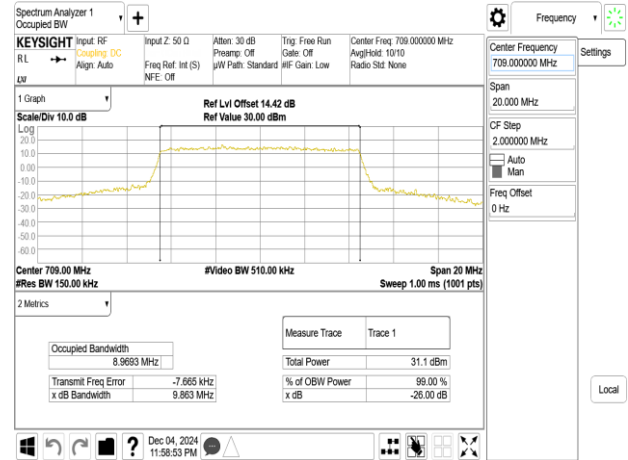 Spectrum Analyzer 1
Occupied BW
+
Frequency
KEYSIGHT
RL
LXI
Input: RF
Coupling: DC
Align: Auto
Input Z: 50 Ω
Freq Ref: Int (S)
NFE: Off
Atten: 30 dB
Preamp: Off
µW Path: Standard
Trig: Free Run
Gate: Off
#IF Gain: Low
Center Freq: 709.000000 MHz
Avg|Hold: 10/10
Radio Std: None
Center Frequency
709.000000 MHz
Settings
Span
20.000 MHz
CF Step
2.000000 MHz
Auto
Man
Freq Offset
0 Hz
Local
1 Graph
Scale/Div 10.0 dB
Ref Lvl Offset 14.42 dB
Ref Value 30.00 dBm
Log
20.0
10.0
0.00
-10.0
-20.0
-30.0
-40.0
-50.0
-60.0
Center 709.00 MHz
#Video BW 510.00 kHz
Span 20 MHz
#Res BW 150.00 kHz
Sweep 1.00 ms (1001 pts)
2 Metrics
Measure Trace Trace 1
Occupied Bandwidth
8.9693 MHz
Total Power 31.1 dBm
Transmit Freq Error -7.665 kHz
% of OBW Power 99.00 %
x dB Bandwidth 9.863 MHz
x dB -26.00 dB
?
Dec 04, 2024
11:58:53 PM